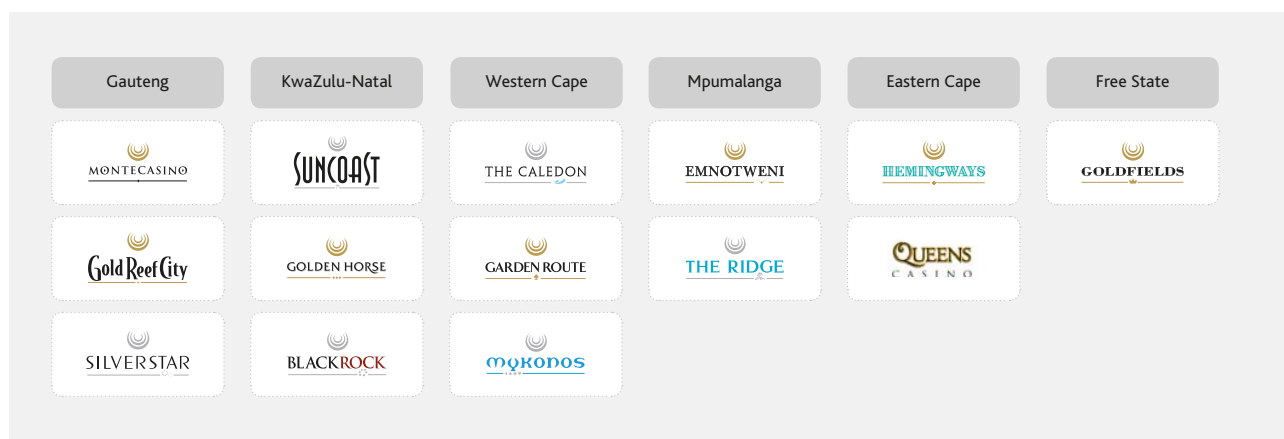 Gauteng
KwaZulu-Natal
Western Cape
Mpumalanga
Eastern Cape
Free State
MONTECASINO
SUNCOAST
THE CALEDON
EMNOTWENI
HEMINGWAYS
GOLDFIELDS
Gold Reef City
GOLDEN HORSE
GARDEN ROUTE
THE RIDGE
QUEENS
CASINO
SILVERSTAR
BLACKROCK
mykonos